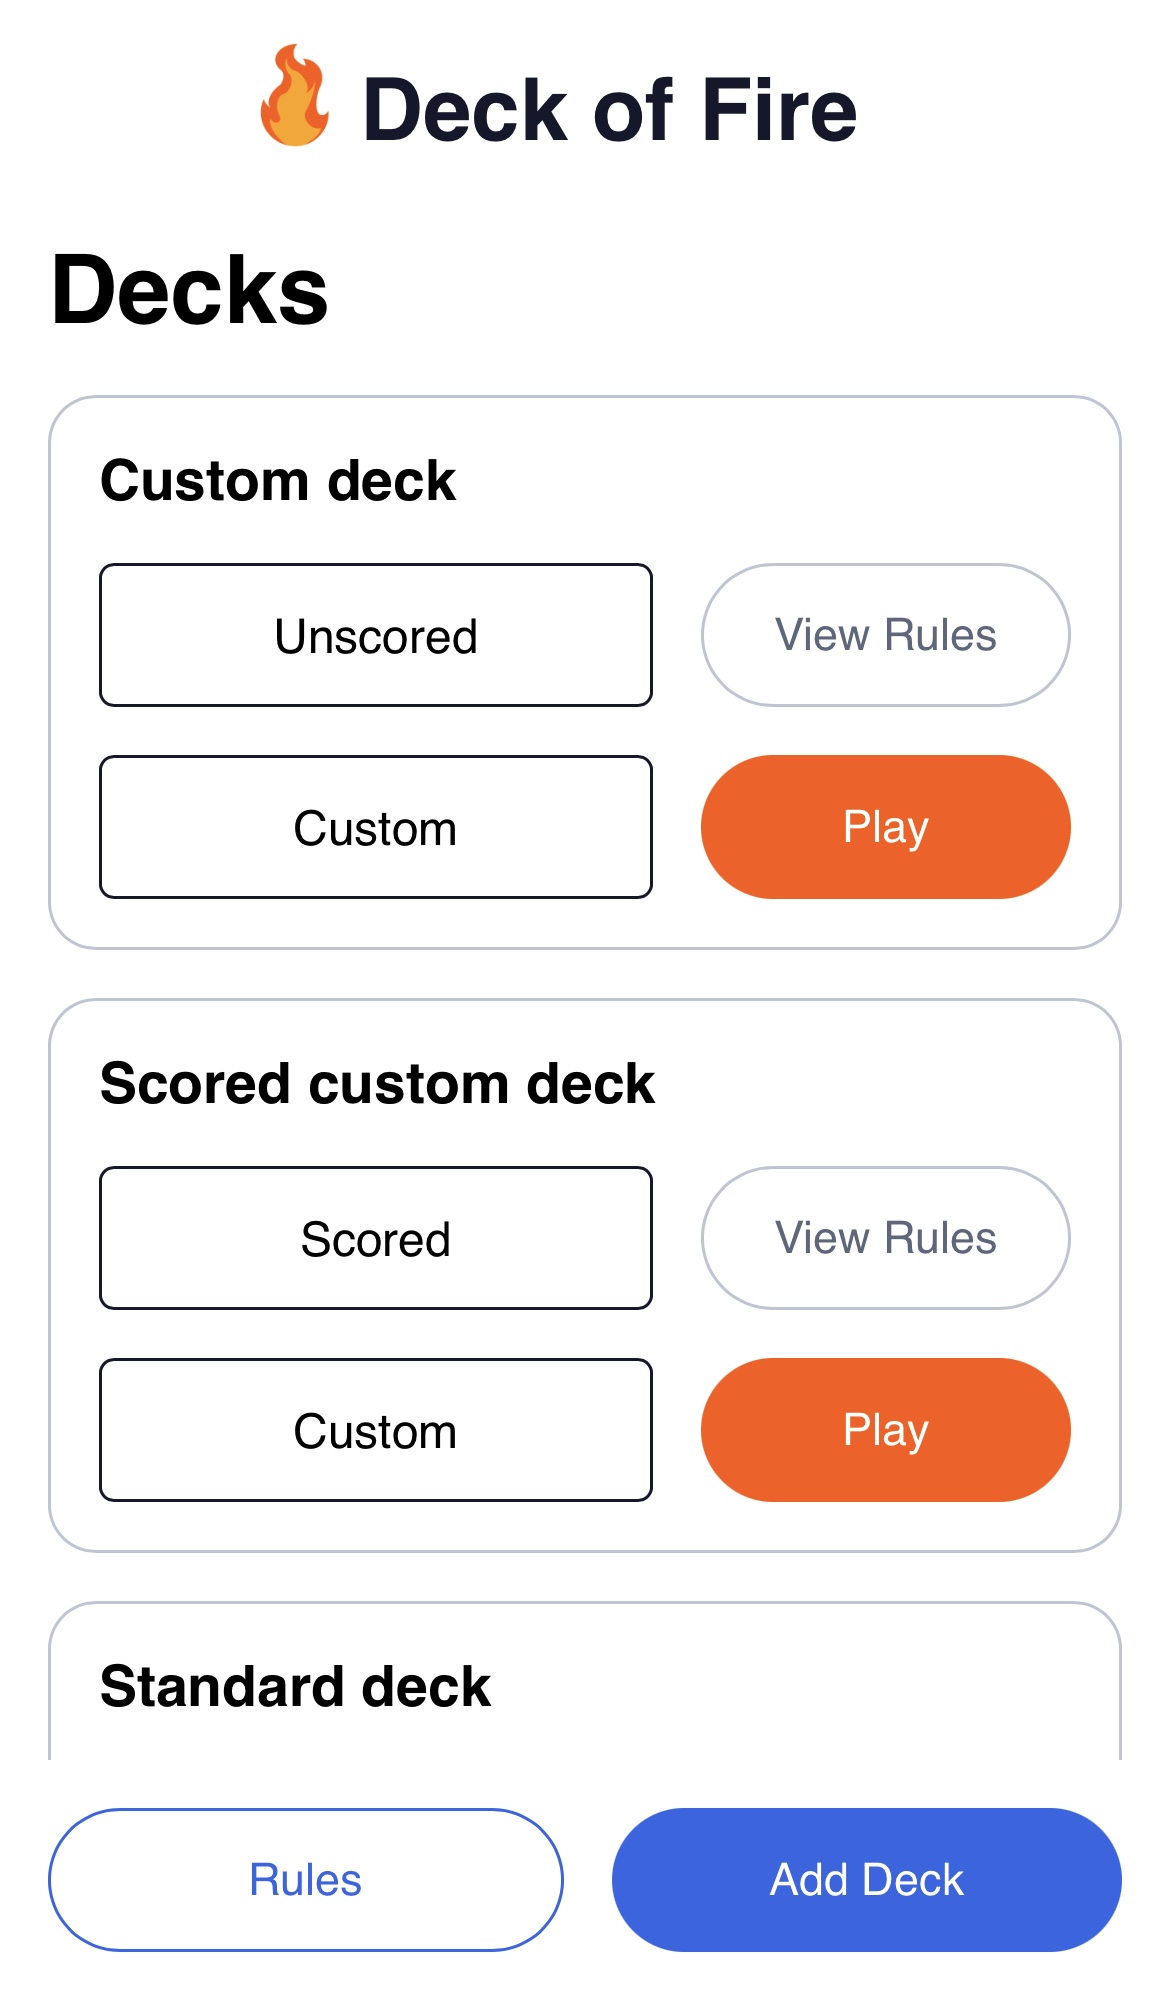 Deck of Fire
Decks
Custom deck
Unscored
View Rules
Custom
Play
Scored custom deck
Scored
View Rules
Custom
Play
Standard deck
Rules
Add Deck